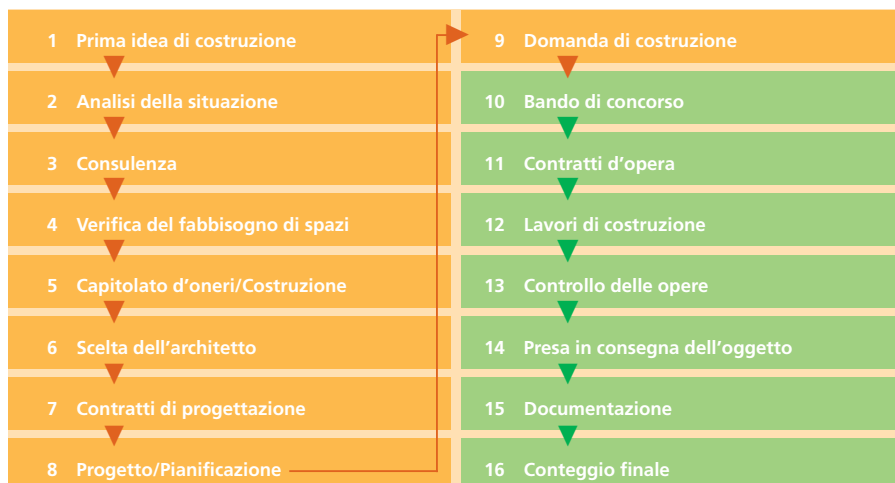 1 Prima idea di costruzione
2 Analisi della situazione
3 Consulenza
4 Verifica del fabbisogno di spazi
5 Capitolato d'oneri/Costruzione
6 Scelta dell'architetto
7 Contratti di progettazione
8 Progetto/Pianificazione
9 Domanda di costruzione
10 Bando di concorso
11 Contratti d'opera
12 Lavori di costruzione
13 Controllo delle opere
14 Presa in consegna dell'oggetto
15 Documentazione
16 Conteggio finale